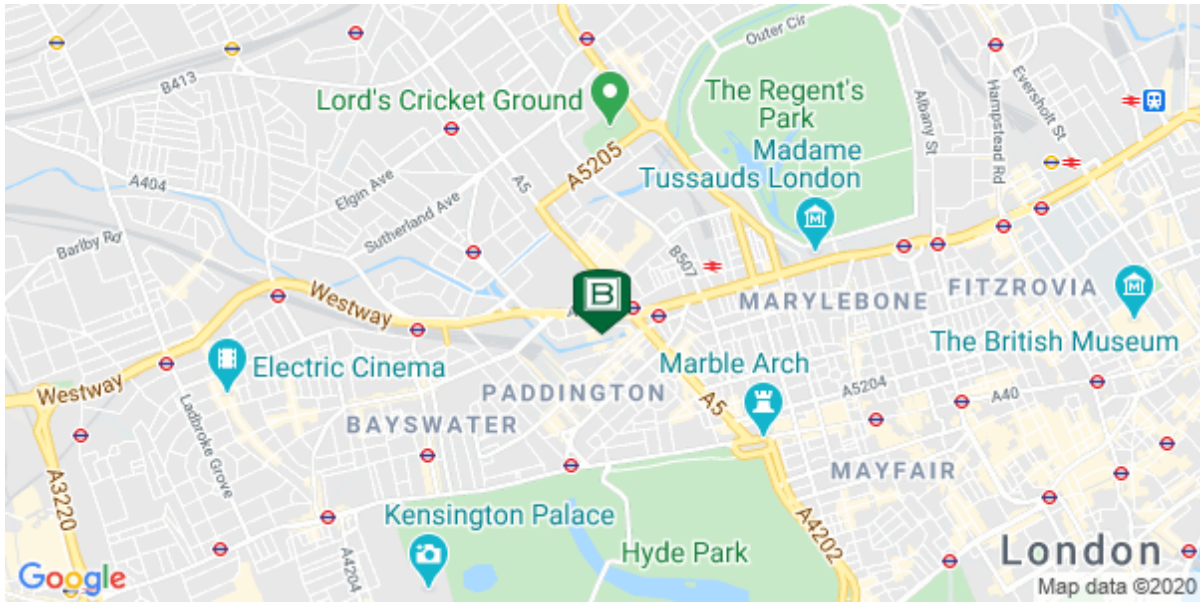 Outer Cir
B413
Lord's Cricket Ground
The Regent's
Park
Madame
Tussauds London
Albany St
Hampstead Rd
Eversholt St
A5205
A5
A404
Elgin Ave
Sutherland Ave
Barlby Rd
B507
Westway
B
MARYLEBONE
FITZROVIA
The British Museum
Westway
Electric Cinema
PADDINGTON
BAYSWATER
Marble Arch
A5
A5204
A40
Ladbroke Grove
MAYFAIR
A3220
Kensington Palace
A4204
Hyde Park
A4202
London
Google
Map data ©2020